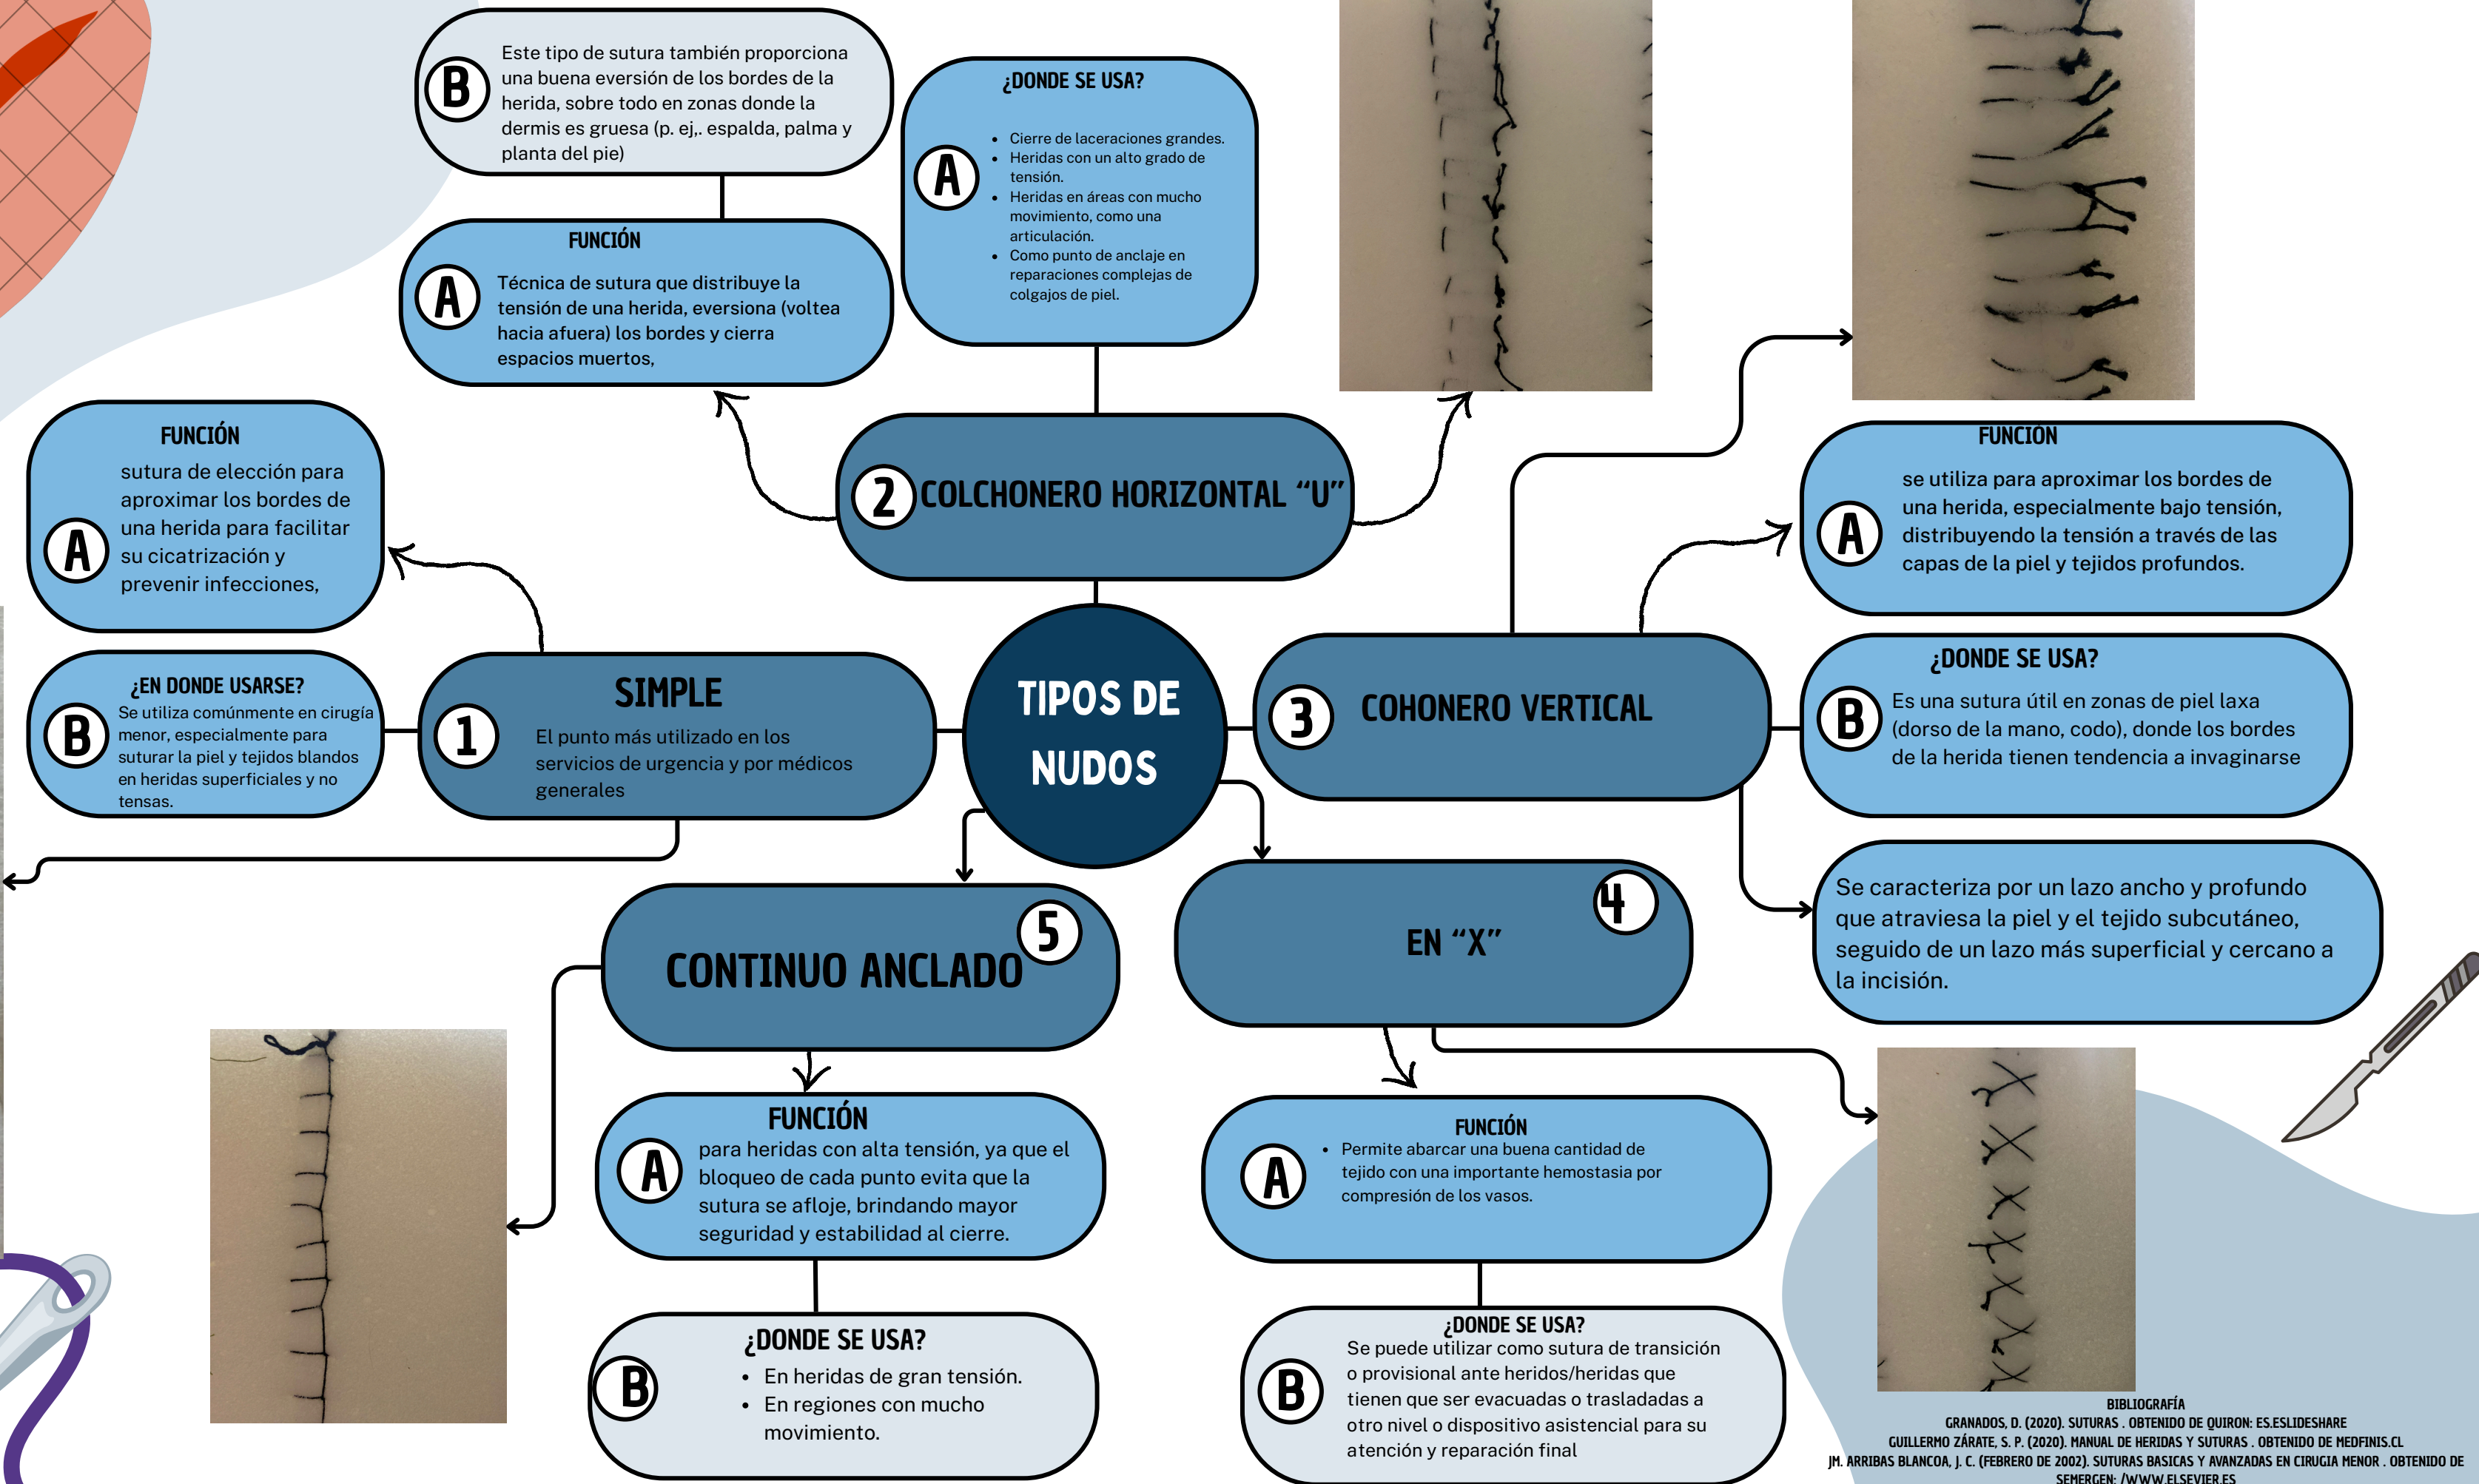 TIPOS DE
NUDOS
1
SIMPLE
El punto más utilizado en los
servicios de urgencia y por médicos
generales
FUNCIÓN
A
sutura de elección para
aproximar los bordes de
una herida para facilitar
su cicatrización y
prevenir infecciones,
¿EN DONDE USARSE?
B
Se utiliza comúnmente en cirugía
menor, especialmente para
suturar la piel y tejidos blandos
en heridas superficiales y no
tensas.
2
COLCHONERO HORIZONTAL “U”
FUNCIÓN
A
Técnica de sutura que distribuye la
tensión de una herida, eversiona (voltea
hacia afuera) los bordes y cierra
espacios muertos,
B
Este tipo de sutura también proporciona
una buena eversión de los bordes de la
herida, sobre todo en zonas donde la
dermis es gruesa (p. ej,. espalda, palma y
planta del pie)
¿DONDE SE USA?
A
• Cierre de laceraciones grandes.
• Heridas con un alto grado de
tensión.
• Heridas en áreas con mucho
movimiento, como una
articulación.
• Como punto de anclaje en
reparaciones complejas de
colgajos de piel.
3
COHONERO VERTICAL
FUNCIÓN
A
se utiliza para aproximar los bordes de
una herida, especialmente bajo tensión,
distribuyendo la tensión a través de las
capas de la piel y tejidos profundos.
¿DONDE SE USA?
B
Es una sutura útil en zonas de piel laxa
(dorso de la mano, codo), donde los bordes
de la herida tienen tendencia a invaginarse
Se caracteriza por un lazo ancho y profundo
que atraviesa la piel y el tejido subcutáneo,
seguido de un lazo más superficial y cercano a
la incisión.
4
EN “X”
FUNCIÓN
A
• Permite abarcar una buena cantidad de
tejido con una importante hemostasia por
compresión de los vasos.
¿DONDE SE USA?
B
Se puede utilizar como sutura de transición
o provisional ante heridos/heridas que
tienen que ser evacuadas o trasladadas a
otro nivel o dispositivo asistencial para su
atención y reparación final
5
CONTINUO ANCLADO
FUNCIÓN
A
para heridas con alta tensión, ya que el
bloqueo de cada punto evita que la
sutura se afloje, brindando mayor
seguridad y estabilidad al cierre.
¿DONDE SE USA?
B
• En heridas de gran tensión.
• En regiones con mucho
movimiento.
BIBLIOGRAFÍA
GRANADOS, D. (2020). SUTURAS . OBTENIDO DE QUIRON: ES.ESLIDESHARE
GUILLERMO ZÁRATE, S. P. (2020). MANUAL DE HERIDAS Y SUTURAS . OBTENIDO DE MEDFINIS.CL
JM. ARRIBAS BLANCOA, J. C. (FEBRERO DE 2002). SUTURAS BASICAS Y AVANZADAS EN CIRUGIA MENOR . OBTENIDO DE
SEMERGEN: /WWW.ELSEVIER.ES